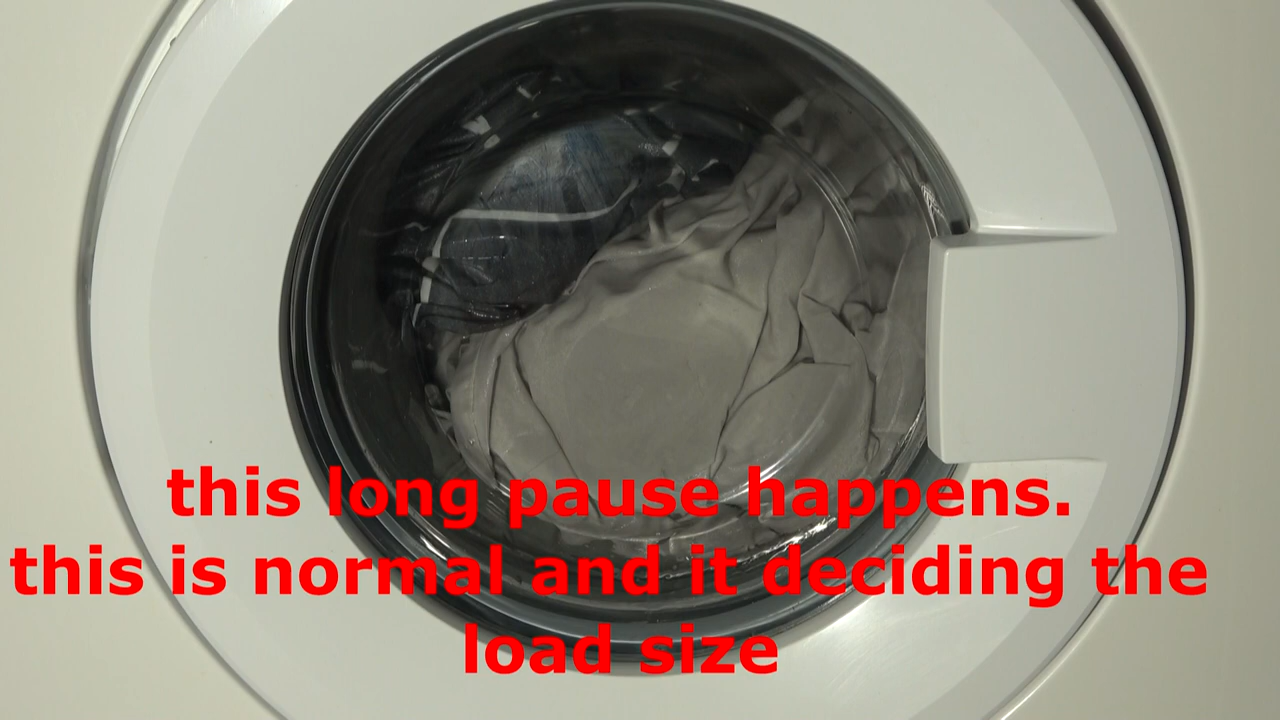 this long pause happens.
this is normal and it deciding the
load size